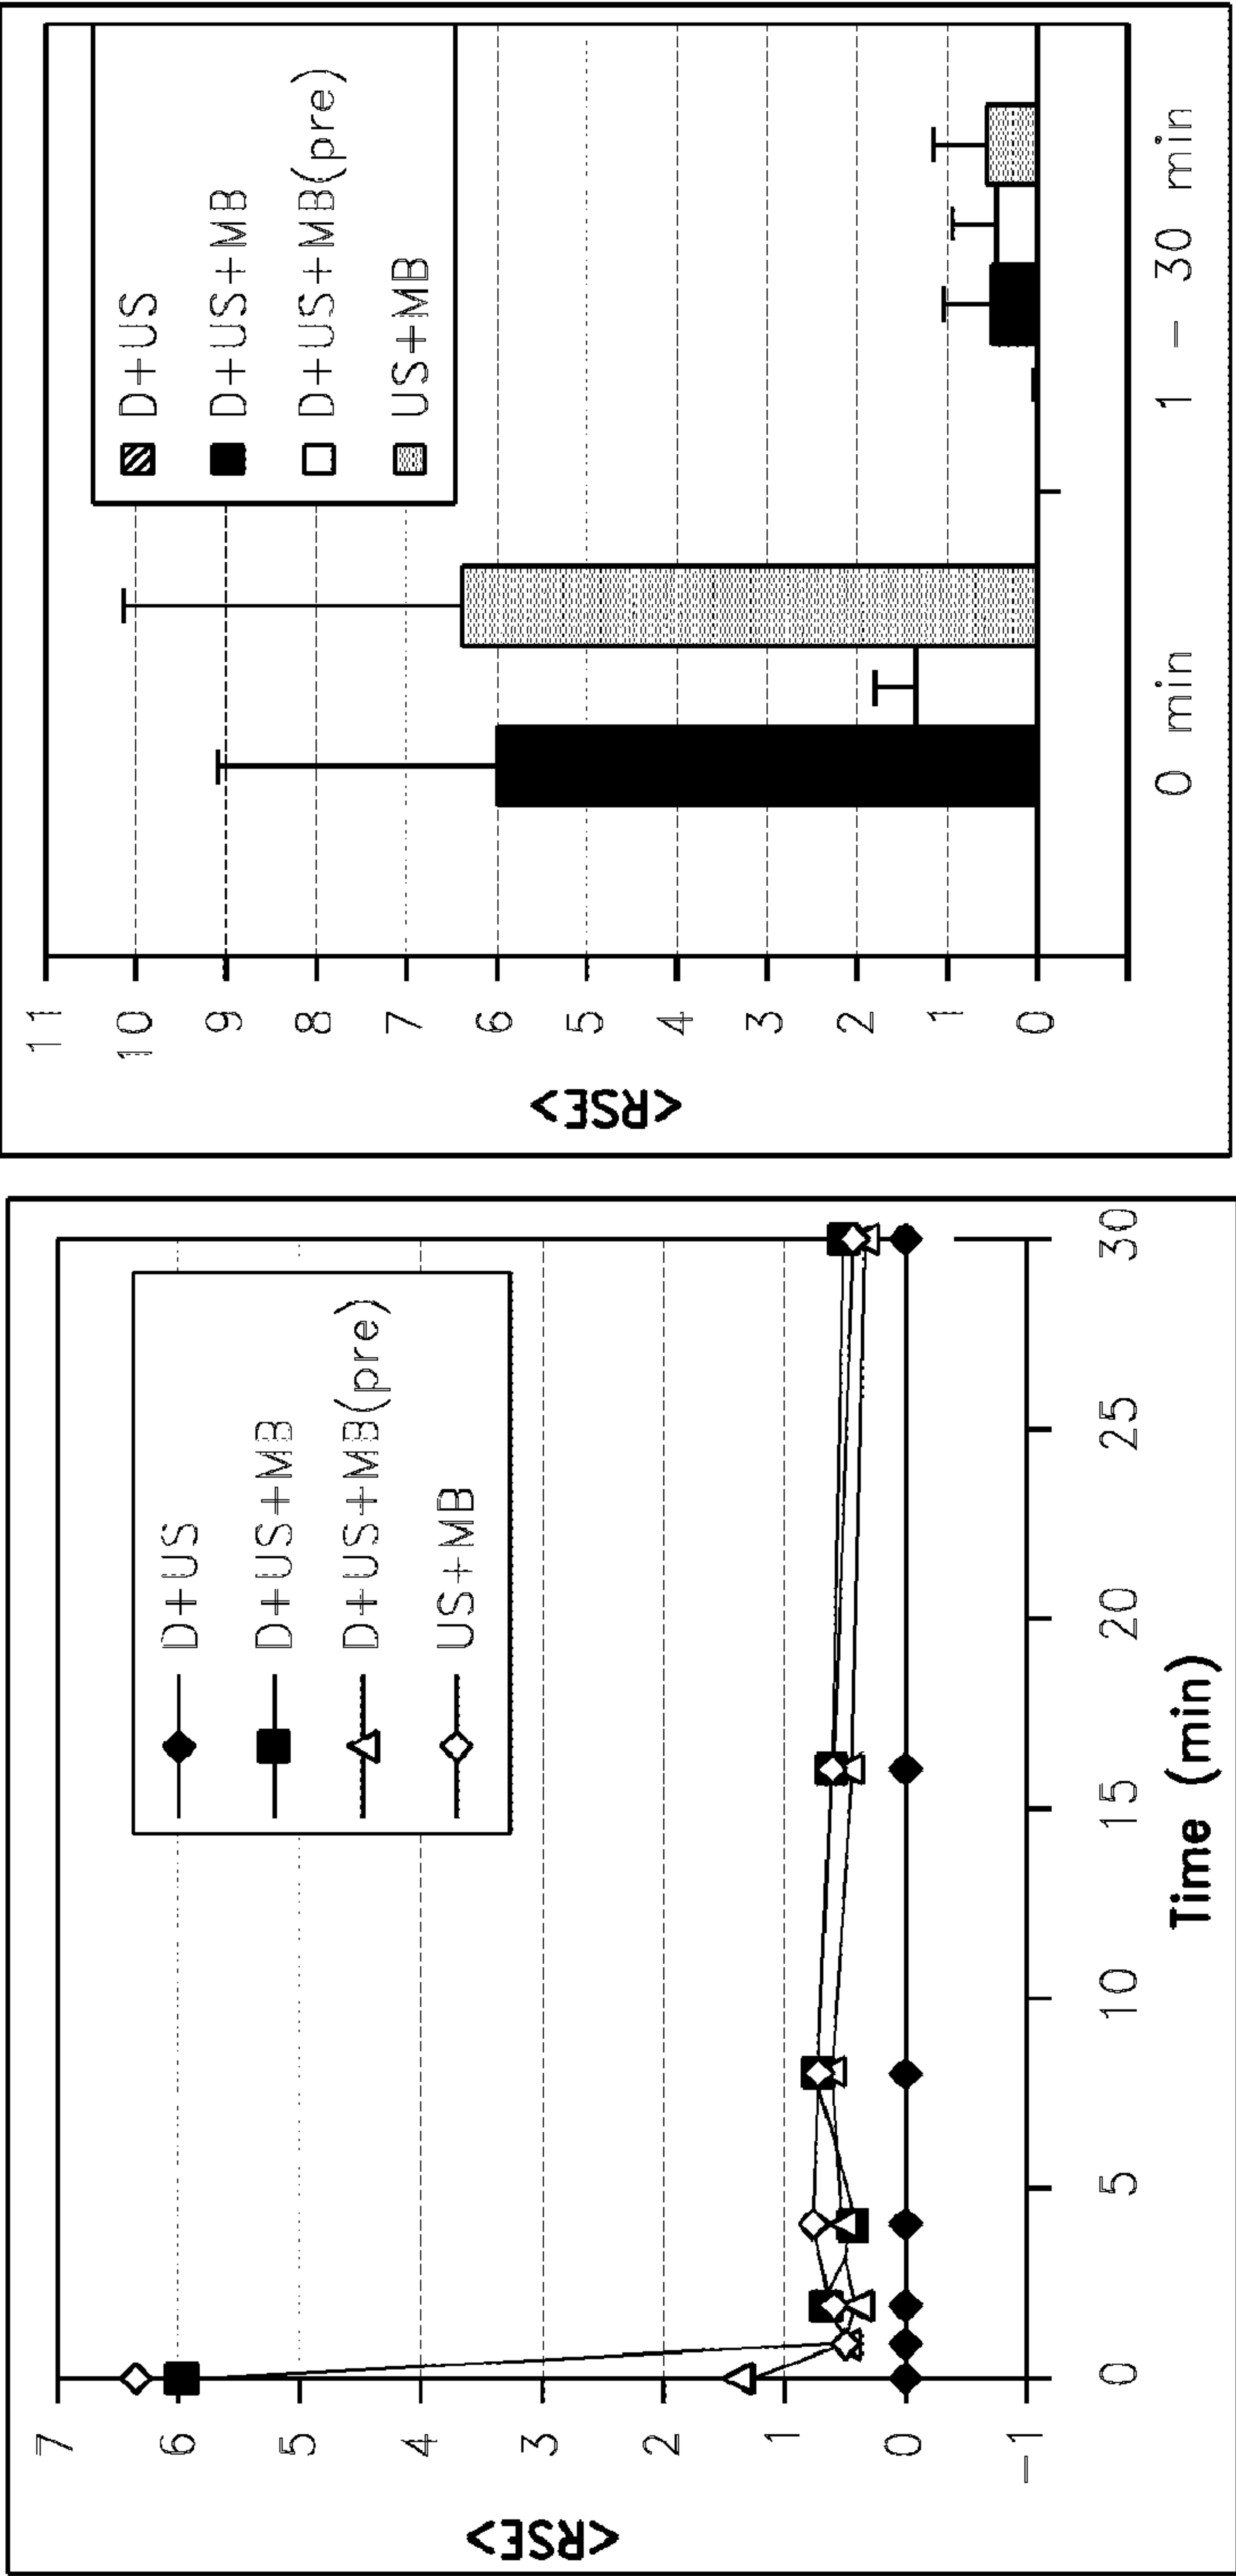 <RSE>
7
6
5
4
3
2
1
0
-1
0
5
10
15
20
25
30
Time (min)
D+US
D+US+MB
D+US+MB(pre)
US+MB
<RSE>
11
10
9
8
7
6
5
4
3
2
1
0
0 min
1 - 30 min
D+US
D+US+MB
D+US+MB(pre)
US+MB